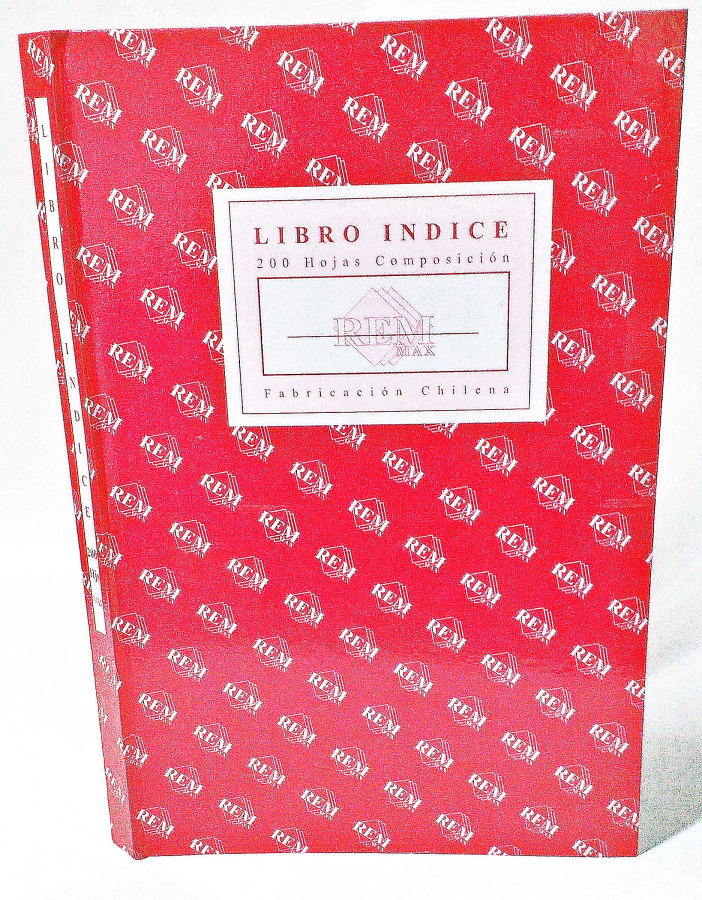 LIBRO INDICE
200 Hojas Composición
REM
MAX
Fabricación Chilena
LIBRO INDICE